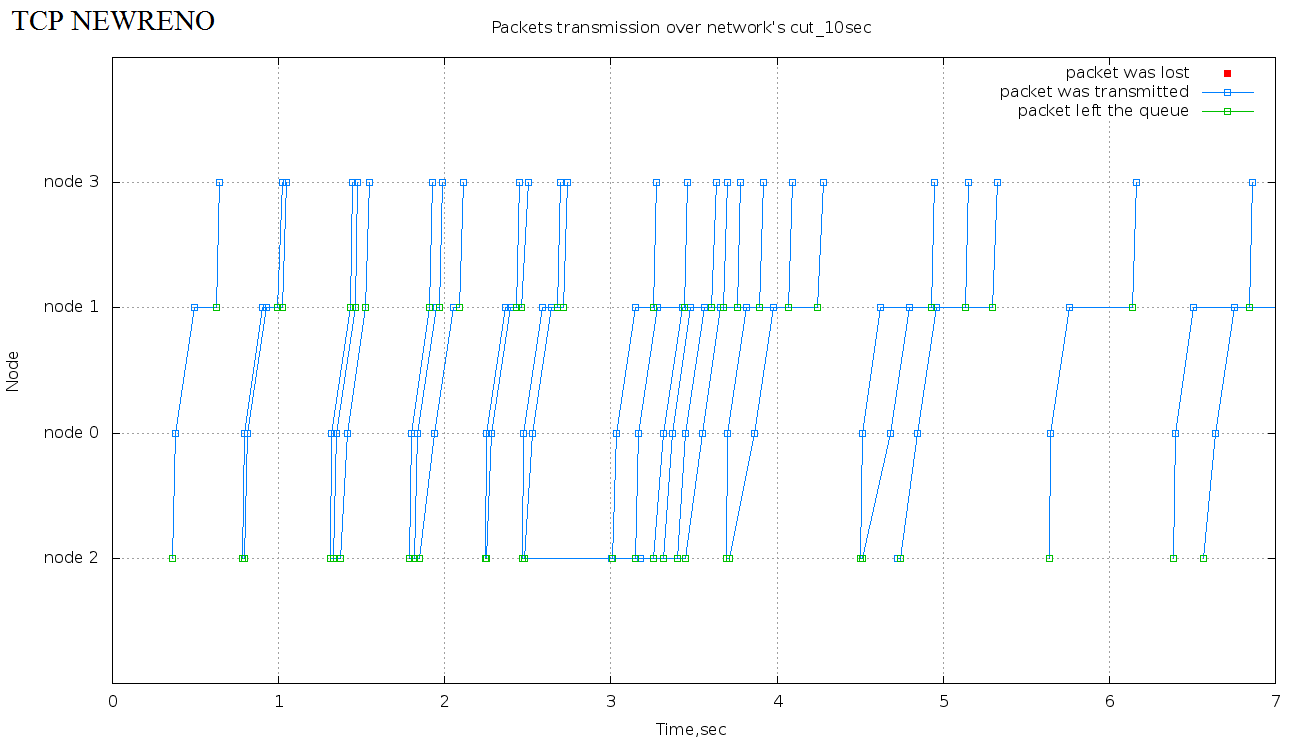 TCP NEWRENO
Packets transmission over network's cut_10sec
packet was lost
packet was transmitted
packet left the queue
node 3
node 1
node 0
node 2
Node
0 1 2 3 4 5 6 7
Time,sec